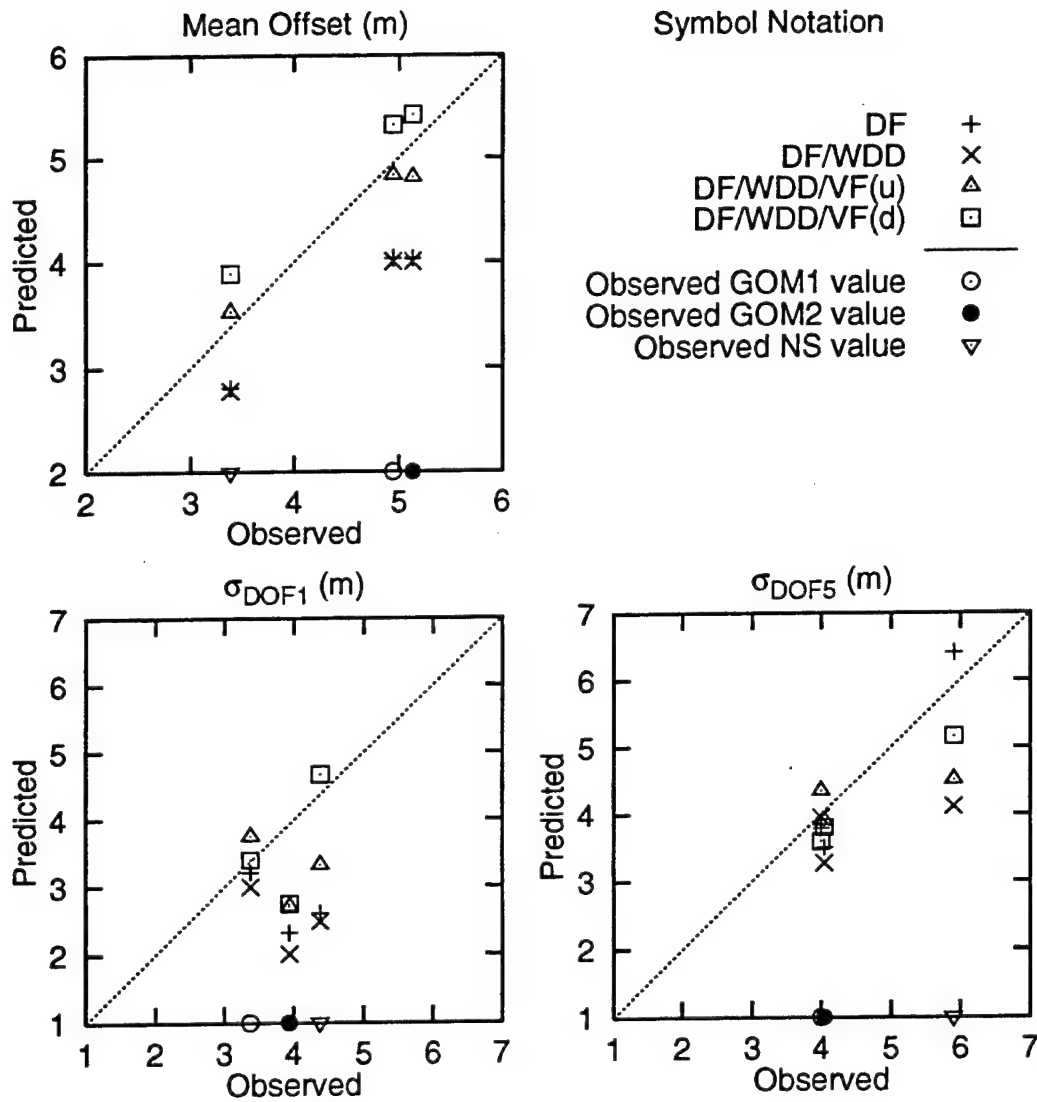 Mean Offset (m)
Symbol Notation
6
5
4
3
2
Predicted
2 3 4 5 6
Observed
DF
DF/WDD
DF/WDD/VF(u)
DF/WDD/VF(d)
Observed GOM1 value
Observed GOM2 value
Observed NS value
σDOF1 (m)
7
6
5
4
3
2
1
Predicted
1 2 3 4 5 6 7
Observed
σDOF5 (m)
7
6
5
4
3
2
1
Predicted
1 2 3 4 5 6 7
Observed